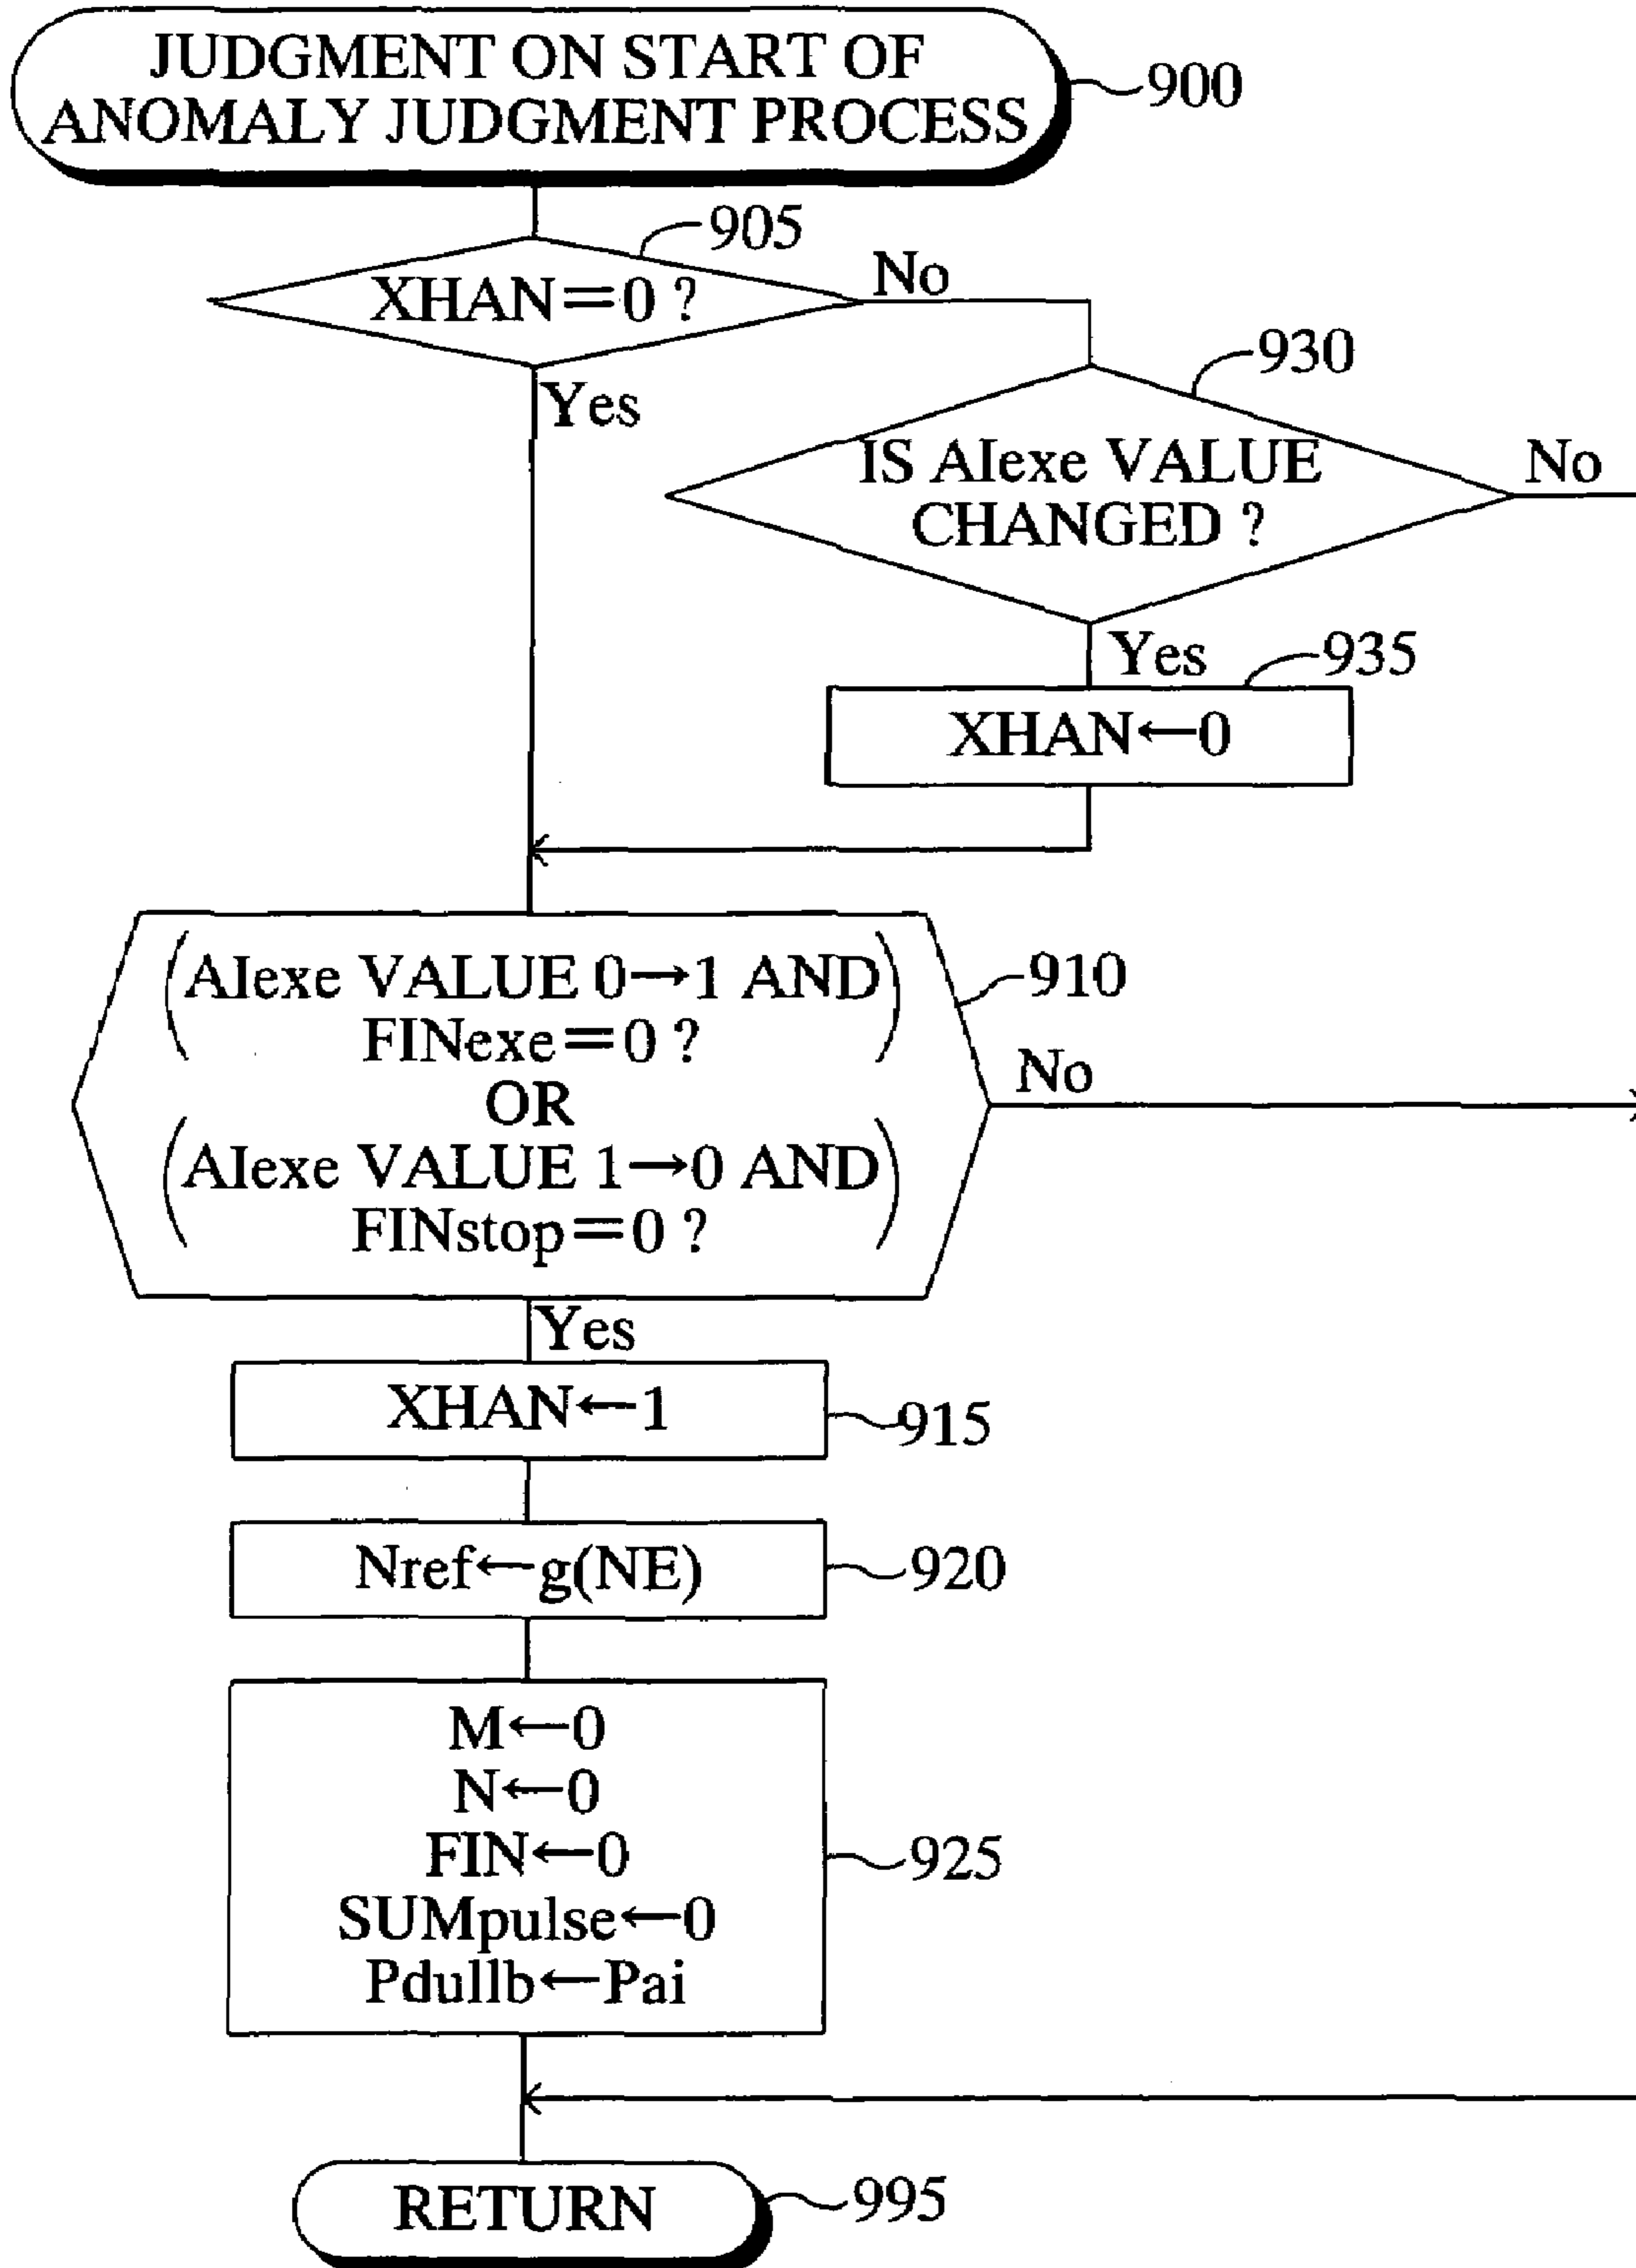 JUDGMENT ON START OF
ANOMALY JUDGMENT PROCESS
900
905
XHAN=0 ?
No
Yes
930
IS AIexe VALUE
CHANGED ?
No
Yes
935
XHAN←0
(AIexe VALUE 0→1 AND
FINexe=0 ?)
OR
(AIexe VALUE 1→0 AND
FINstop=0 ?)
910
No
Yes
XHAN←1
915
Nref←g(NE)
920
M←0
N←0
FIN←0
SUMpulse←0
Pdullb←Pai
925
RETURN
995